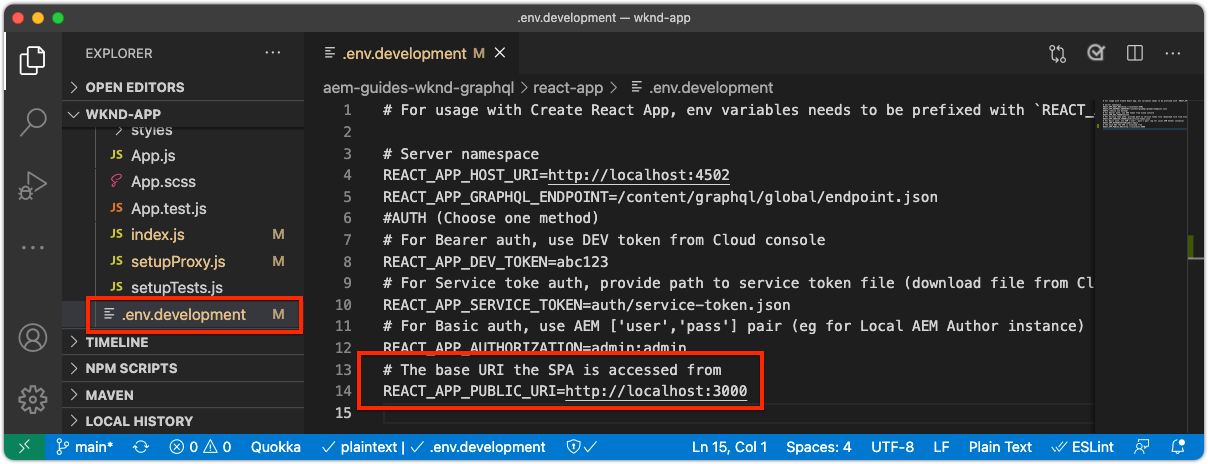 .env.development — wknd-app
EXPLORER
OPEN EDITORS
WKND-APP
styles
JS App.js
App.scss
JS App.test.js
JS index.js M
JS setupProxy.js M
JS setupTests.js
.env.development M
TIMELINE
NPM SCRIPTS
MAVEN
LOCAL HISTORY
.env.development M
aem-guides-wknd-graphql > react-app > .env.development
1 # For usage with Create React App, env variables needs to be prefixed with `REACT_
2
3 # Server namespace
4 REACT_APP_HOST_URI=http://localhost:4502
5 REACT_APP_GRAPHQL_ENDPOINT=/content/graphql/global/endpoint.json
6 #AUTH (Choose one method)
7 # For Bearer auth, use DEV token from Cloud console
8 REACT_APP_DEV_TOKEN=abc123
9 # For Service toke auth, provide path to service token file (download file from Cl
10 REACT_APP_SERVICE_TOKEN=auth/service-token.json
11 # For Basic auth, use AEM ['user','pass'] pair (eg for Local AEM Author instance)
12 REACT_APP_AUTHORIZATION=admin:admin
13 # The base URI the SPA is accessed from
14 REACT_APP_PUBLIC_URI=http://localhost:3000
15
main* 0 0 Quokka plaintext | .env.development Ln 15, Col 1 Spaces: 4 UTF-8 LF Plain Text ESLint